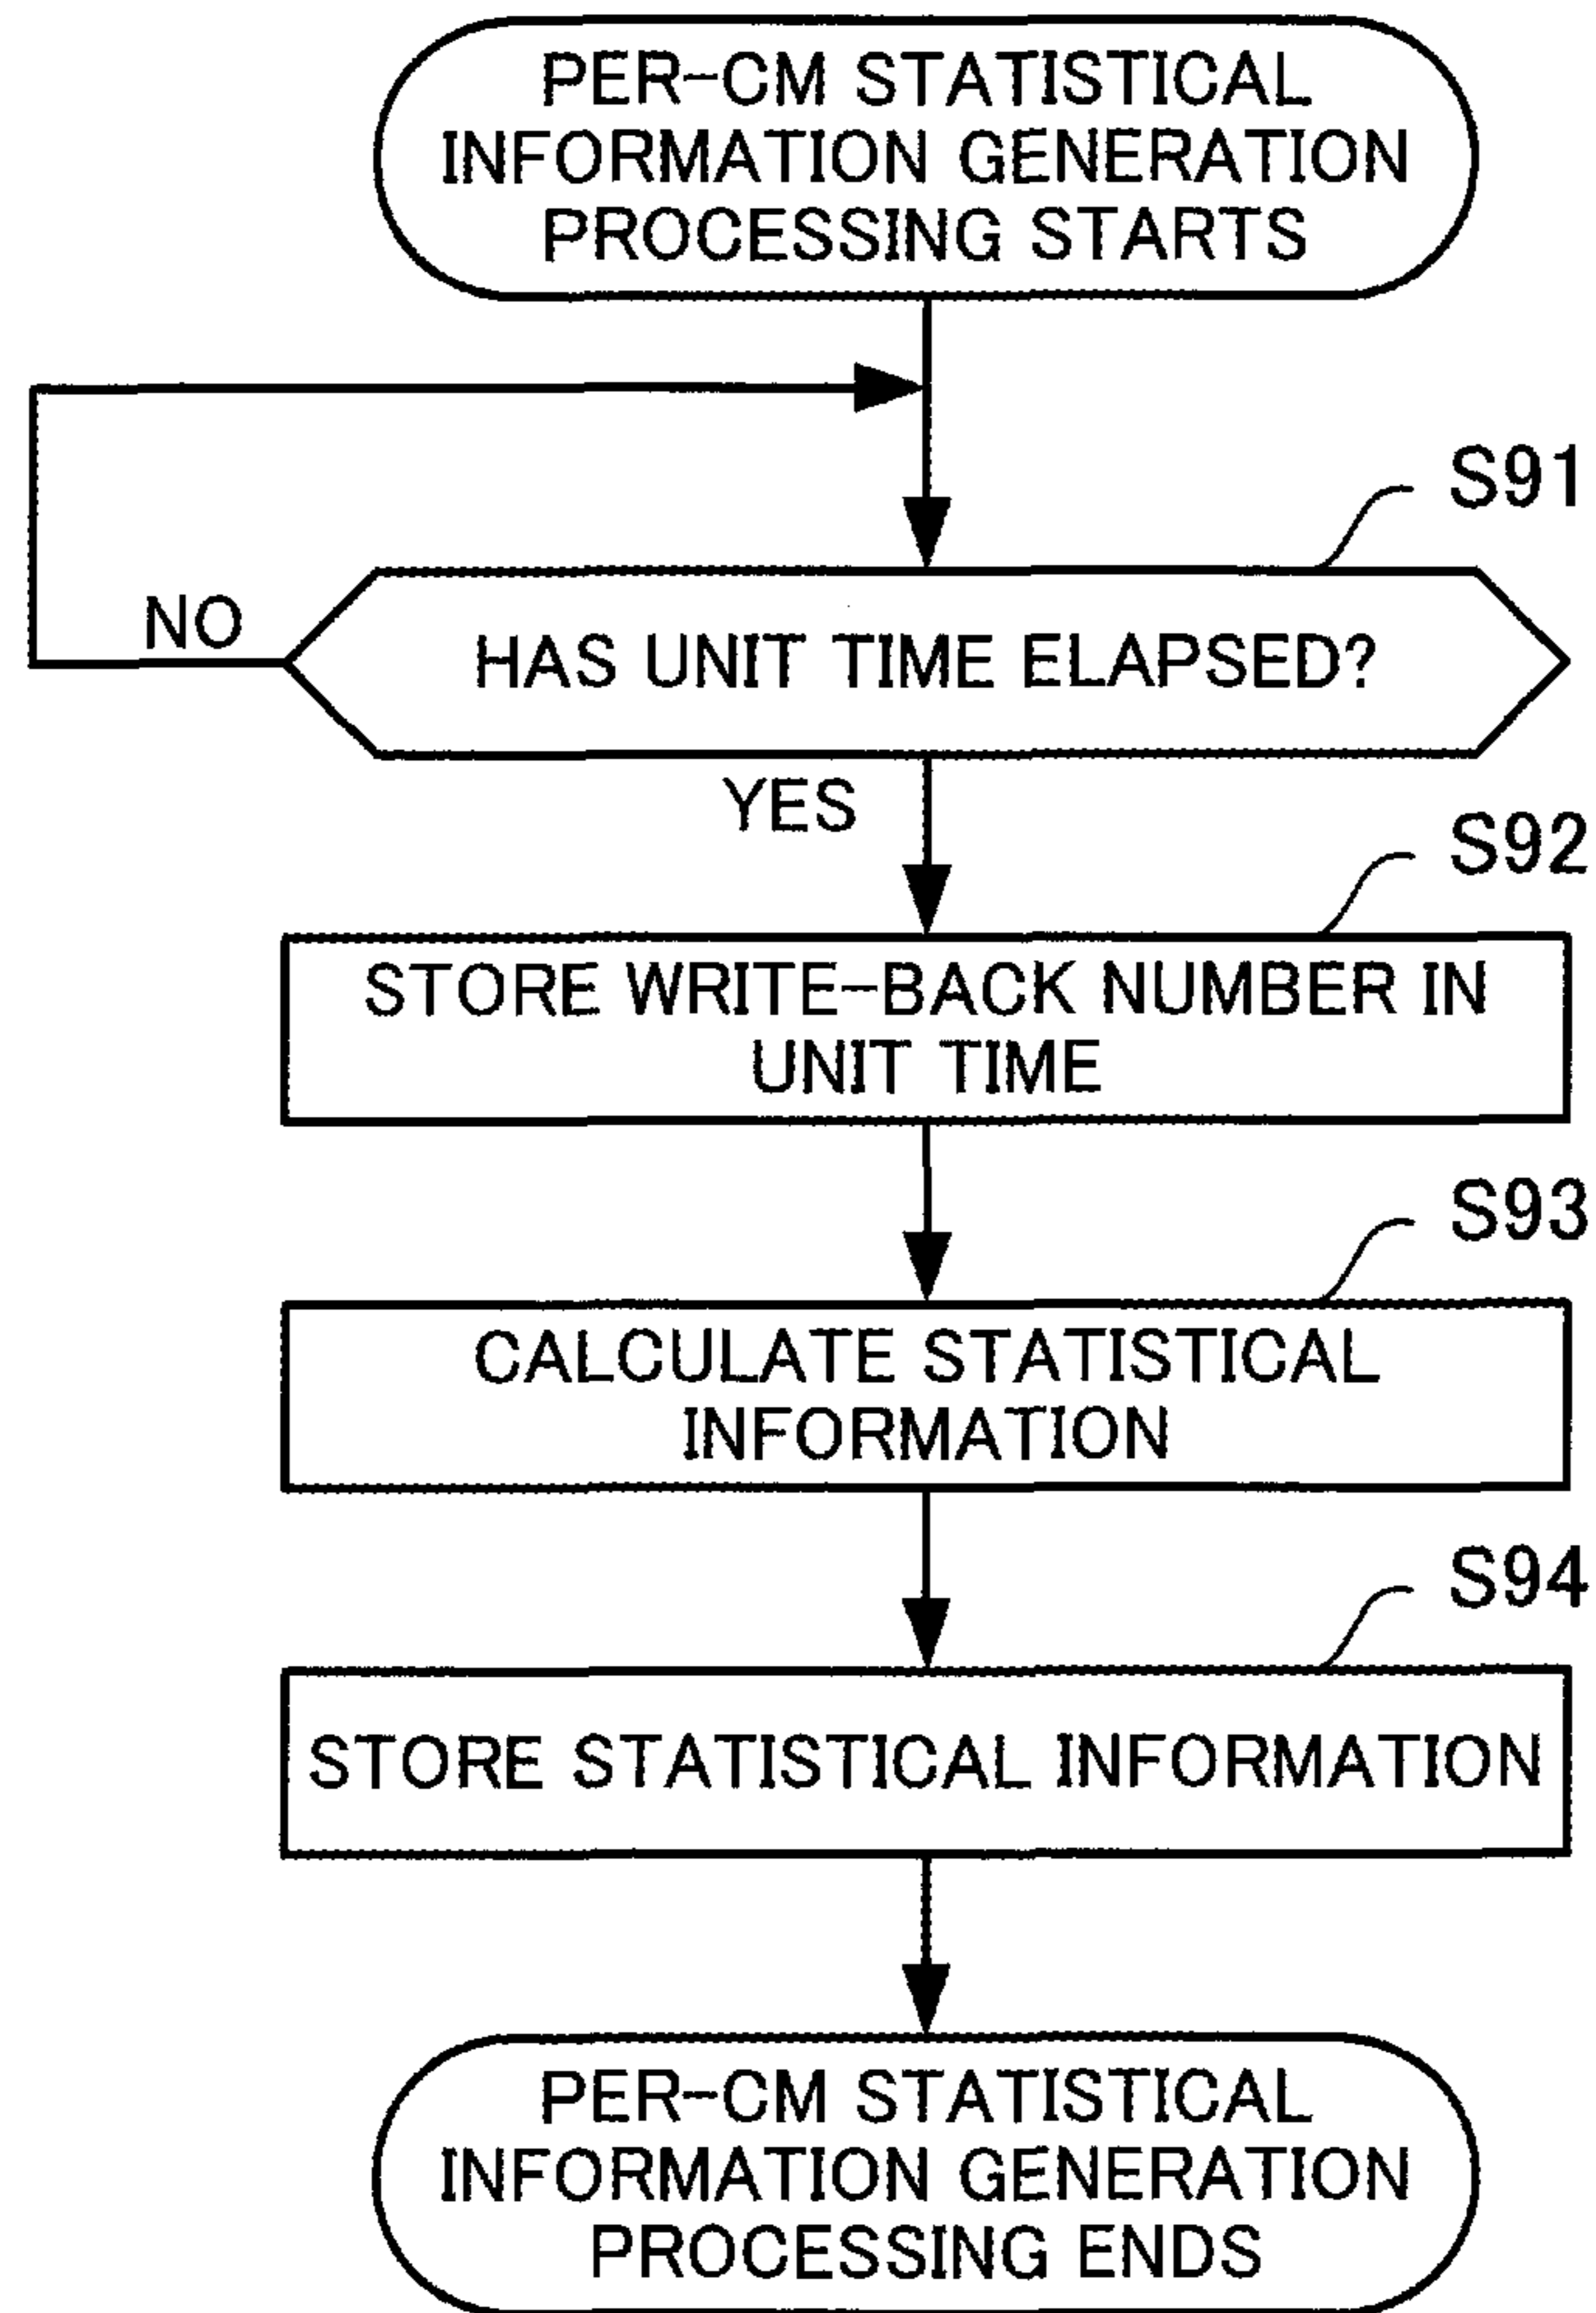 PER-CM STATISTICAL
INFORMATION GENERATION
PROCESSING STARTS
S91
NO
HAS UNIT TIME ELAPSED?
YES
S92
STORE WRITE-BACK NUMBER IN
UNIT TIME
S93
CALCULATE STATISTICAL
INFORMATION
S94
STORE STATISTICAL INFORMATION
PER-CM STATISTICAL
INFORMATION GENERATION
PROCESSING ENDS